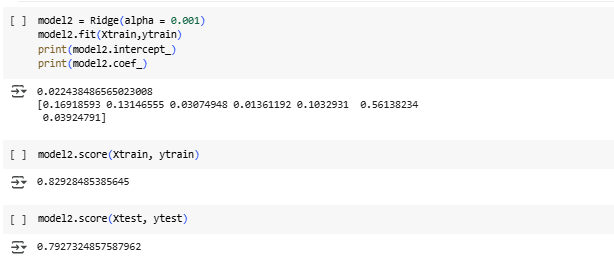 [ ] model2 = Ridge(alpha = 0.001)
model2.fit(Xtrain,ytrain)
print(model2.intercept_)
print(model2.coef_)
0.022438486565023008
[0.16918593 0.13146555 0.03074948 0.01361192 0.1032931  0.56138234
 0.03924791]
[ ] model2.score(Xtrain, ytrain)
0.82928485385645
[ ] model2.score(Xtest, ytest)
0.7927324857587962